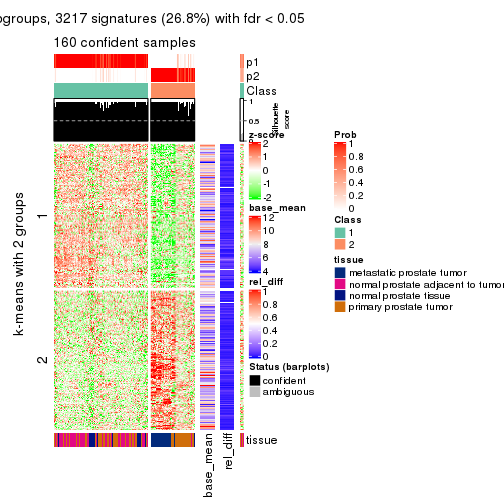 ogroups, 3217 signatures (26.8%) with fdr < 0.05
160 confident samples
p1
p2
Class
1
0.5
0
Silhouette
score
k-means with 2 groups
1
2
z-score
2
1
0
-1
-2
base_mean
12
10
8
6
4
rel_diff
1
0.8
0.6
0.4
0.2
0
Status (barplots)
confident
ambiguous
Prob
1
0.8
0.6
0.4
0.2
0
Class
1
2
tissue
metastatic prostate tumor
normal prostate adjacent to tumor
normal prostate tissue
primary prostate tumor
tissue
base_mean
rel_diff